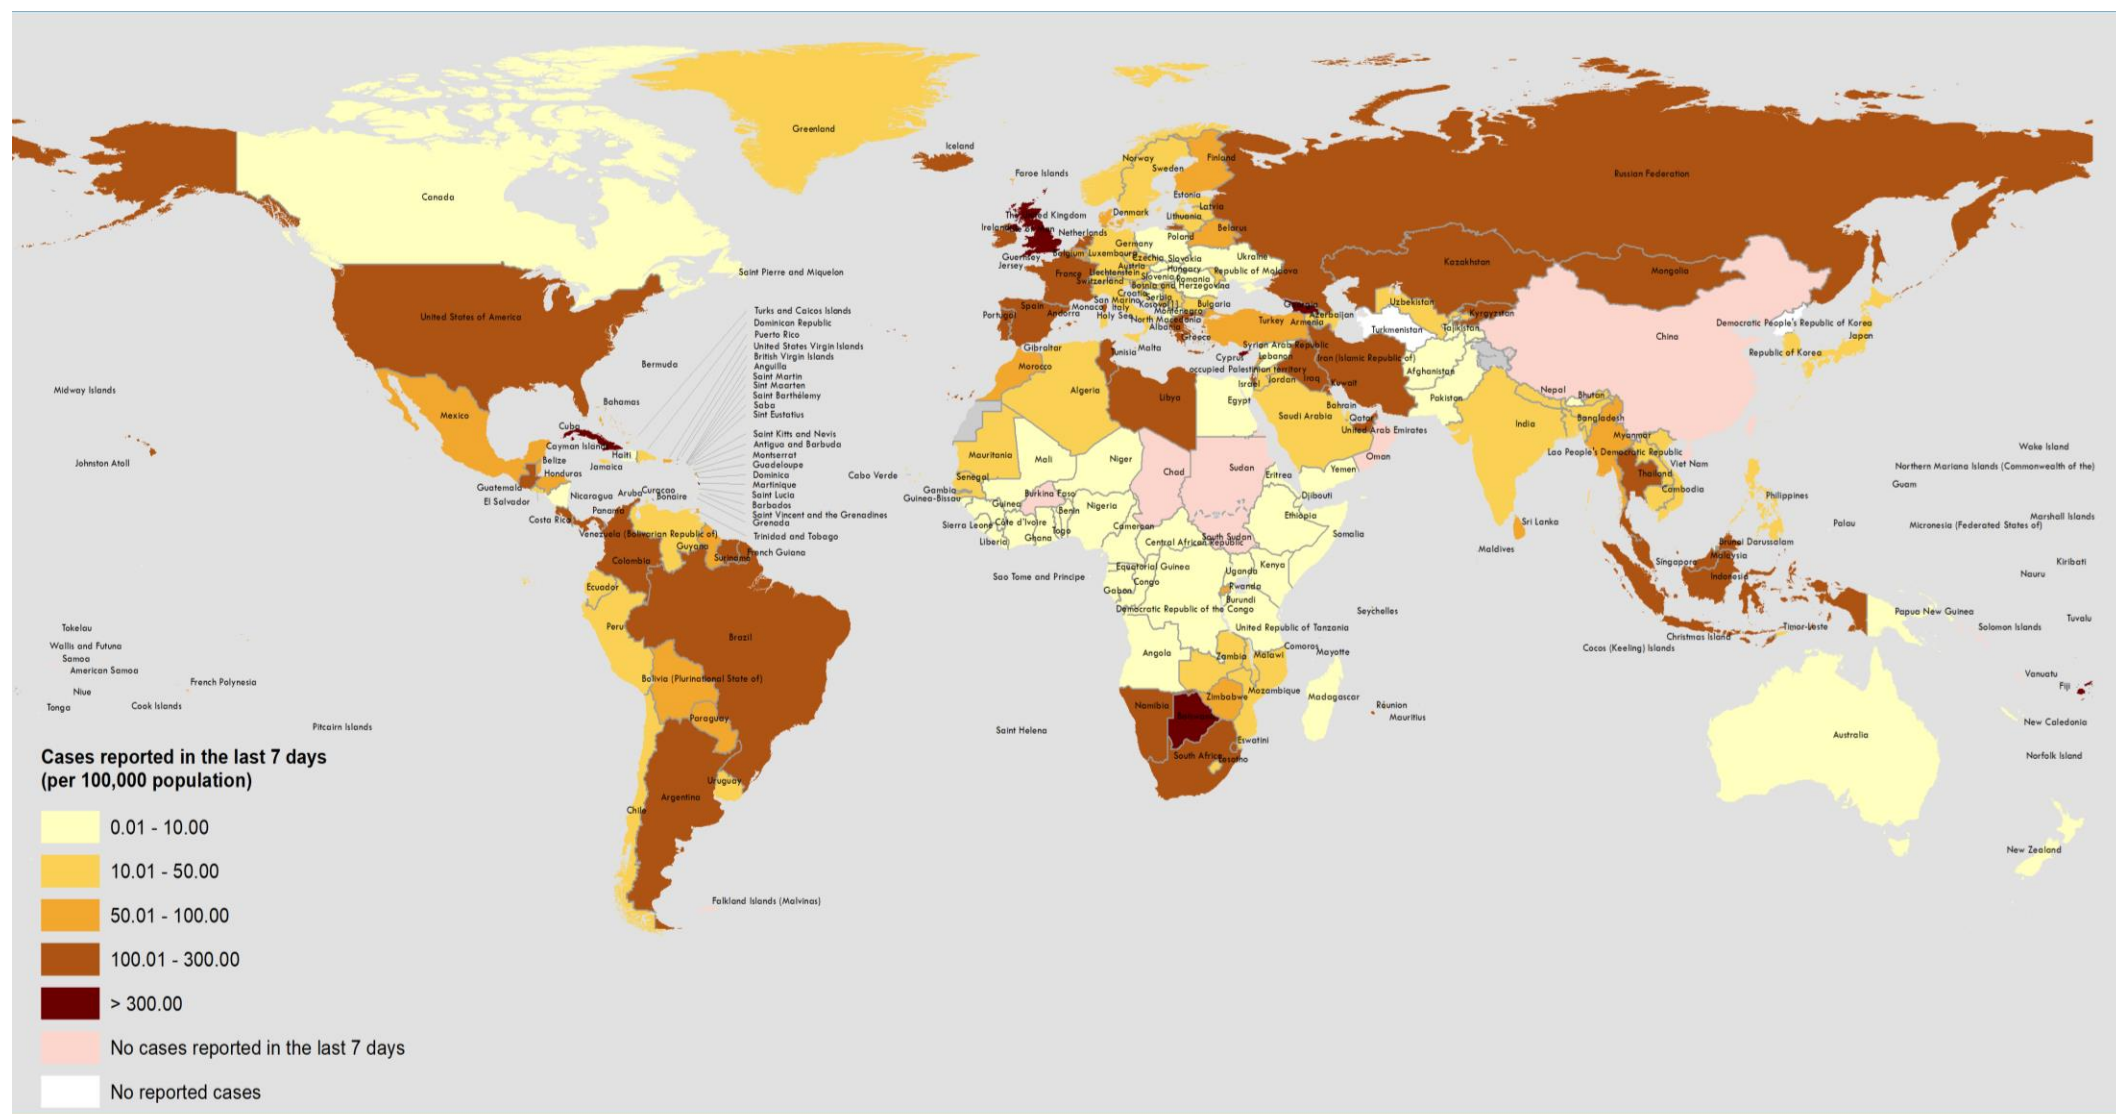 Greenland
Iceland
Faroe Islands
Norway
Sweden
Finland
Russian Federation
Canada
Estonia
Latvia
Denmark
Lithuania
The United Kingdom
Ireland
Netherlands
Belarus
Poland
Germany
Guernsey
Belgium
Luxembourg
Jersey
Czechia
Slovakia
Ukraine
Austria
France
Liechtenstein
Hungary
Republic of Moldova
Switzerland
Slovenia
Romania
Bosnia and Herzegovina
Croatia
Serbia
San Marino
Kosovo[1]
Kazakhstan
Mongolia
Saint Pierre and Miquelon
Spain
Monaco
Italy
Bulgaria
Georgia
Uzbekistan
Portugal
Andorra
Holy See
Montenegro
North Macedonia
Azerbaijan
Kyrgyzstan
United States of America
Turkey
Armenia
Albania
Turkmenistan
Tajikistan
Democratic People's Republic of Korea
Greece
China
Japan
Turks and Caicos Islands
Dominican Republic
Puerto Rico
United States Virgin Islands
British Virgin Islands
Anguilla
Saint Martin
Sint Maarten
Saint Barthélemy
Saba
Sint Eustatius
Gibraltar
Tunisia
Malta
Cyprus
Syrian Arab Republic
Lebanon
Iran (Islamic Republic of)
Republic of Korea
Bermuda
Morocco
occupied Palestinian territory
Afghanistan
Israel
Jordan
Iraq
Kuwait
Midway Islands
Algeria
Libya
Egypt
Pakistan
Nepal
Bhutan
Bahamas
Bahrain
Mexico
Saudi Arabia
Qatar
India
Bangladesh
Cuba
United Arab Emirates
Myanmar
Saint Kitts and Nevis
Antigua and Barbuda
Montserrat
Guadeloupe
Dominica
Martinique
Saint Lucia
Barbados
Saint Vincent and the Grenadines
Grenada
Trinidad and Tobago
Cayman Islands
Haiti
Wake Island
Johnston Atoll
Belize
Jamaica
Mauritania
Mali
Niger
Chad
Sudan
Oman
Lao People's Democratic Republic
Viet Nam
Northern Mariana Islands (Commonwealth of the)
Honduras
Cabo Verde
Senegal
Eritrea
Yemen
Thailand
Guam
Guatemala
El Salvador
Nicaragua
Aruba
Curaçao
Bonaire
Gambia
Guinea-Bissau
Burkina Faso
Djibouti
Cambodia
Philippines
Panama
Guinea
Benin
Nigeria
Costa Rica
Sierra Leone
Côte d'Ivoire
Togo
Cameroon
Ethiopia
Sri Lanka
Palau
Marshall Islands
Micronesia (Federated States of)
Venezuela (Bolivarian Republic of)
Liberia
Ghana
Central African Republic
South Sudan
Somalia
Maldives
Brunei Darussalam
Guyana
French Guiana
Suriname
Malaysia
Colombia
Singapore
Indonesia
Kiribati
Sao Tome and Principe
Equatorial Guinea
Uganda
Kenya
Nauru
Ecuador
Gabon
Congo
Rwanda
Burundi
Democratic Republic of the Congo
Seychelles
Papua New Guinea
Tuvalu
Tokelau
Peru
Brazil
United Republic of Tanzania
Christmas Island
Timor-Leste
Solomon Islands
Wallis and Futuna
Samoa
American Samoa
Angola
Zambia
Malawi
Comoros
Mayotte
Cocos (Keeling) Islands
French Polynesia
Niue
Bolivia (Plurinational State of)
Vanuatu
Fiji
Tonga
Cook Islands
Namibia
Botswana
Zimbabwe
Mozambique
Madagascar
Réunion
Mauritius
Pitcairn Islands
Paraguay
Saint Helena
New Caledonia
Eswatini
Australia
South Africa
Lesotho
Norfolk Island
Uruguay
Argentina
Chile
New Zealand
Falkland Islands (Malvinas)
Cases reported in the last 7 days
(per 100,000 population)
0.01 - 10.00
10.01 - 50.00
50.01 - 100.00
100.01 - 300.00
> 300.00
No cases reported in the last 7 days
No reported cases